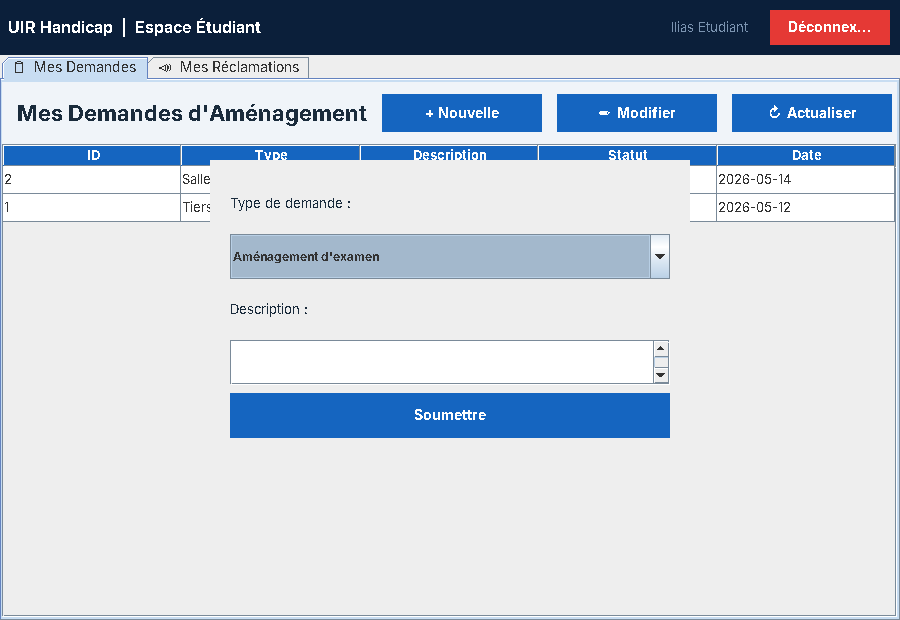 UIR Handicap | Espace Étudiant
Ilias Etudiant
Déconnex...
Mes Demandes
Mes Réclamations
Mes Demandes d'Aménagement
+ Nouvelle
Modifier
Actualiser
ID Type Description Statut Date
2 Salle 2026-05-14
1 Tiers 2026-05-12
Type de demande :
Aménagement d'examen
Description :
Soumettre